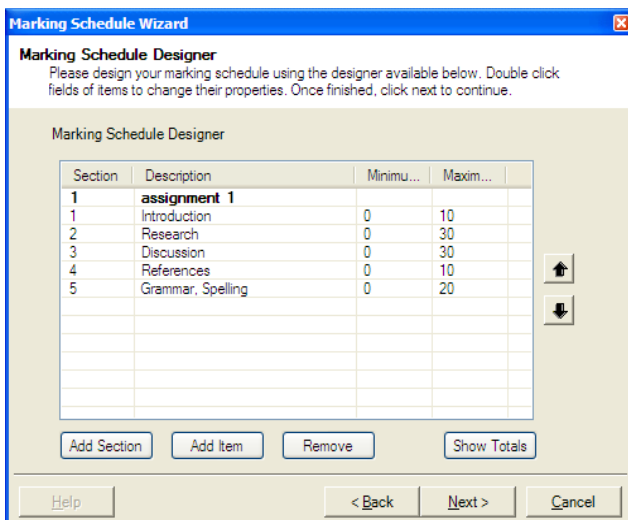 Marking Schedule Wizard
Marking Schedule Designer
Please design your marking schedule using the designer available below. Double click
fields of items to change their properties. Once finished, click next to continue.
Marking Schedule Designer
Section Description Minimu... Maxim...
1 assignment 1
1 Introduction 0 10
2 Research 0 30
3 Discussion 0 30
4 References 0 10
5 Grammar, Spelling 0 20
Add Section Add Item Remove Show Totals
Help < Back Next > Cancel